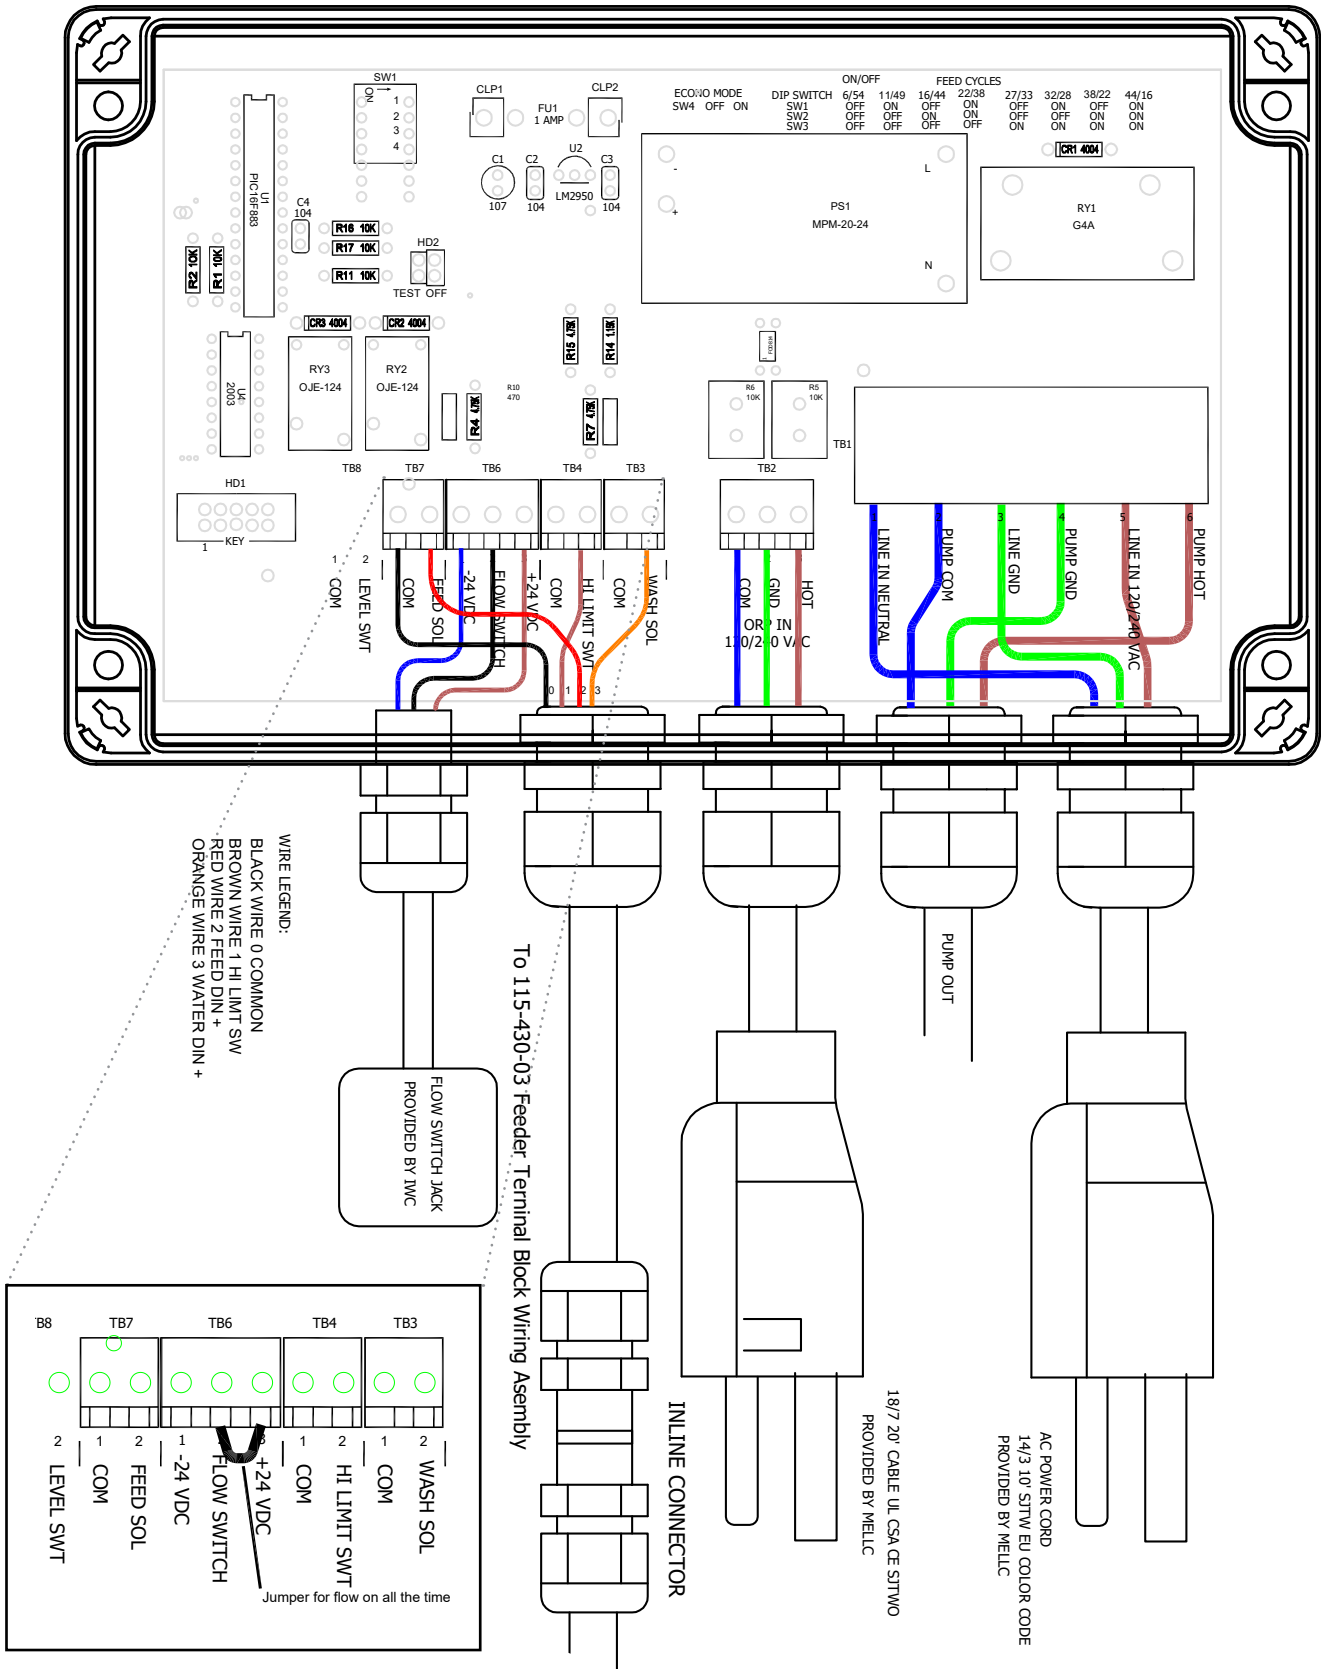 SW1
ON
1
2
3
4
CLP1
CLP2
FU1
1 AMP
ECONO MODE
SW4 OFF ON
ON/OFF FEED CYCLES
DIP SWITCH 6/54 11/49 16/44 22/38 27/33 32/28 38/22 44/16
SW1 OFF ON OFF ON OFF ON OFF ON
SW2 OFF OFF ON ON OFF OFF ON ON
SW3 OFF OFF OFF OFF ON ON ON ON
U1
PIC16F883
C4
104
R2 10K
R1 10K
R16 10K
R17 10K
R11 10K
HD2
TEST OFF
C1
107
C2
104
U2
LM2950
C3
104
-
+
L
N
PS1
MPM-20-24
CR1 4004
RY1
G4A
CR3 4004
CR2 4004
RY3
OJE-124
RY2
OJE-124
U4
2003
R15 4.75K
R14 1.15K
R4 4.75K
R10
470
R7 4.75K
R6
10K
R5
10K
TB1
HD1
1
KEY
TB8
TB7
TB6
TB4
TB3
TB2
1
COM
2
LEVEL SWT
COM
FEED SOL
-24 VDC
FLOW SWITCH
+24 VDC
COM
HI LIMIT SWT
COM
WASH SOL
0
1
2
3
COM
GND
HOT
ORP IN
120/240 VAC
1
LINE IN NEUTRAL
2
PUMP COM
3
LINE GND
4
PUMP GND
5
LINE IN 120/240 VAC
6
PUMP HOT
WIRE LEGEND:
BLACK WIRE 0 COMMON
BROWN WIRE 1 HI LIMT SW
RED WIRE 2 FEED DIN +
ORANGE WIRE 3 WATER DIN +
FLOW SWITCH JACK
PROVIDED BY IWC
To 115-430-03 Feeder Terninal Block Wiring Asembly
INLINE CONNECTOR
PUMP OUT
18/7 20' CABLE UL CSA CE SJTWO
PROVIDED BY MELLC
AC POWER CORD
14/3 10' SJTW EU COLOR CODE
PROVIDED BY MELLC
TB8
TB7
TB6
TB4
TB3
2
LEVEL SWT
1
COM
2
FEED SOL
1
-24 VDC
FLOW SWITCH
+24 VDC
1
COM
2
HI LIMIT SWT
1
COM
2
WASH SOL
Jumper for flow on all the time